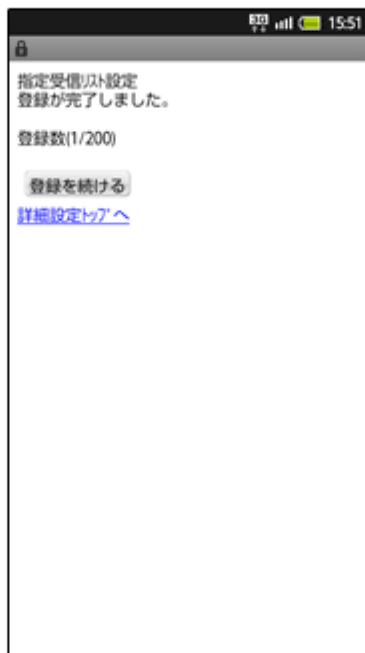 3G 15:51
指定受信ﾘｽﾄ設定
登録が完了しました。
登録数(1/200)
登録を続ける
詳細設定ﾄｯﾌﾟへ